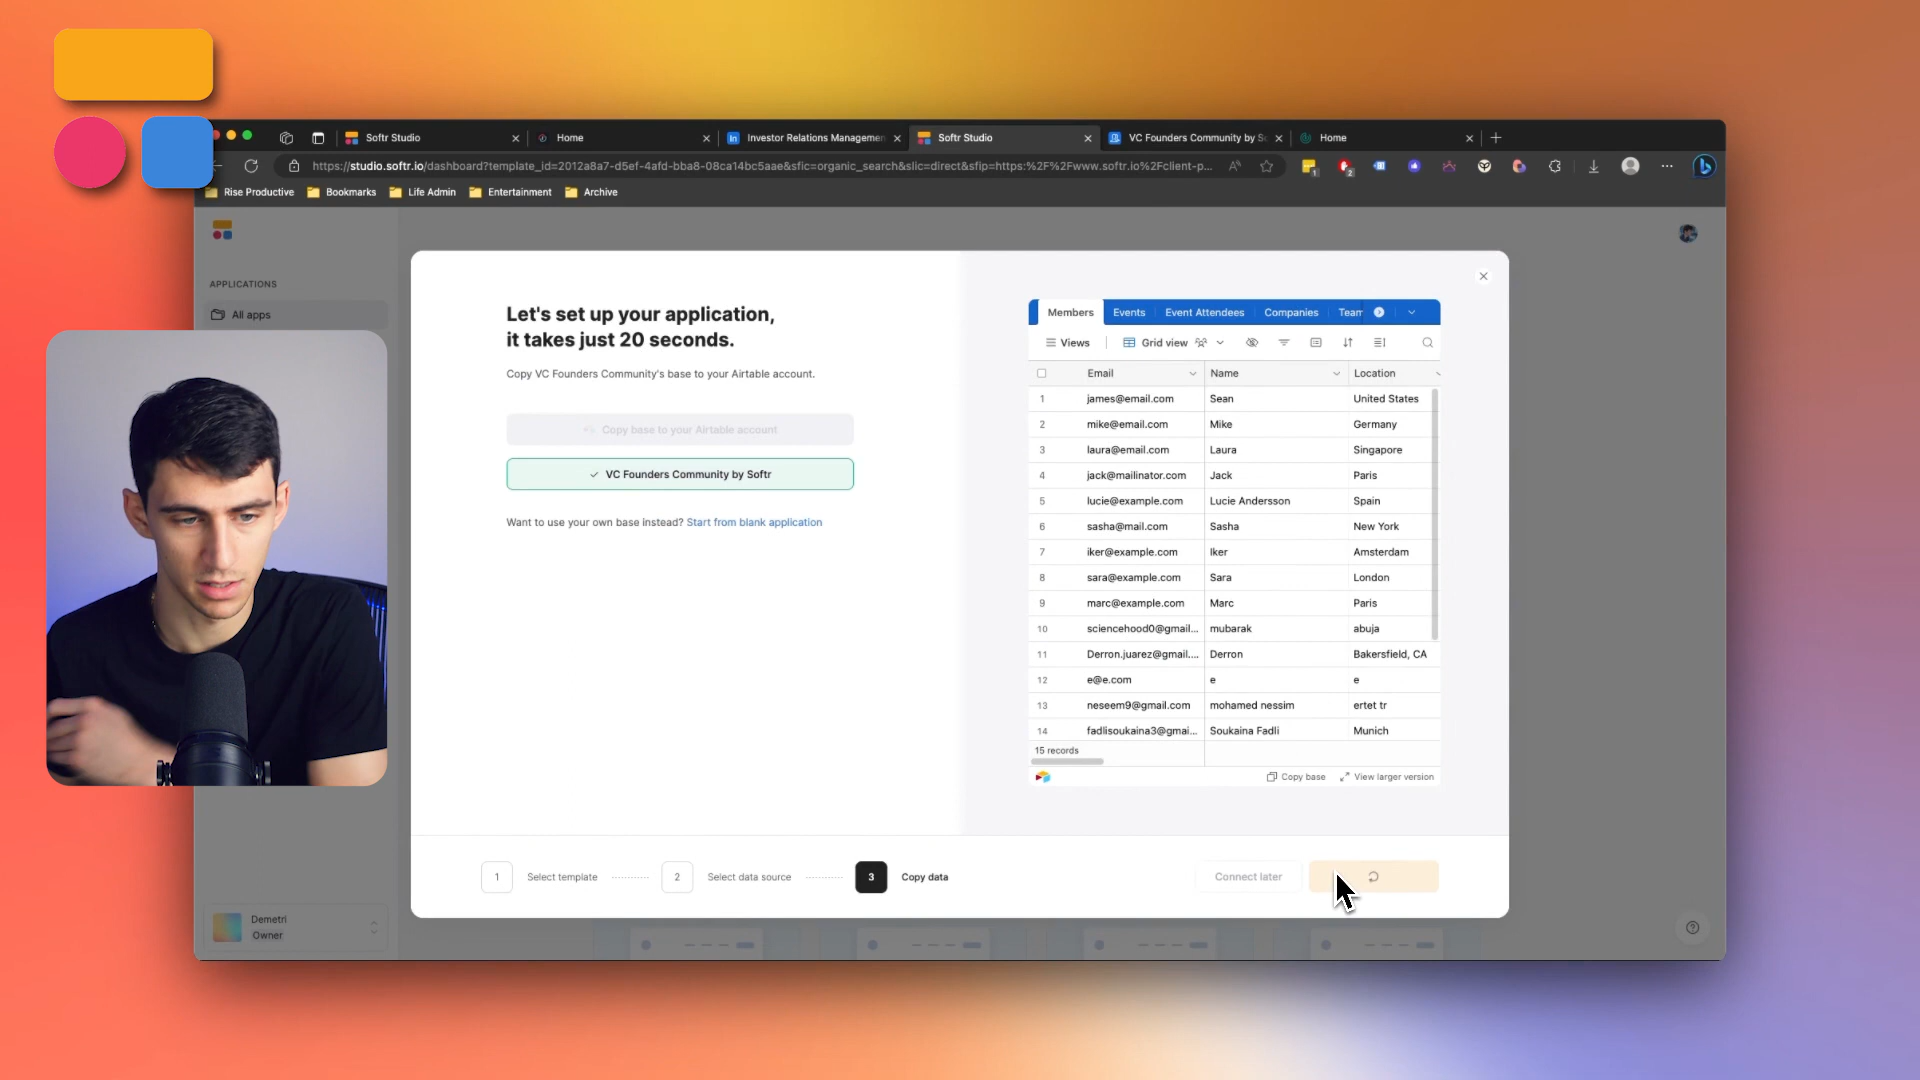 Softr Studio
Home
Investor Relations Managemen
Softr Studio
VC Founders Community by So
Home
https://studio.softr.io/dashboard?template_id=2012a8a7-d5ef-4afd-bba8-08ca14bc5aae&sfic=organic_search&slic=direct&sfip=https:%2F%2Fwww.softr.io%2Fclient-p...
Rise Productive
Bookmarks
Life Admin
Entertainment
Archive
APPLICATIONS
All apps
Let's set up your application,
it takes just 20 seconds.
Copy VC Founders Community's base to your Airtable account.
Copy base to your Airtable account
VC Founders Community by Softr
Want to use your own base instead? Start from blank application
Members Events Event Attendees Companies Team
Views Grid view
Email Name Location
1 james@email.com Sean United States
2 mike@email.com Mike Germany
3 laura@email.com Laura Singapore
4 jack@mailinator.com Jack Paris
5 lucie@example.com Lucie Andersson Spain
6 sasha@mail.com Sasha New York
7 iker@example.com Iker Amsterdam
8 sara@example.com Sara London
9 marc@example.com Marc Paris
10 sciencehood0@gmail... mubarak abuja
11 Derron.juarez@gmail.... Derron Bakersfield, CA
12 e@e.com e e
13 neseem9@gmail.com mohamed nessim ertet tr
14 fadlisoukaina3@gmai... Soukaina Fadli Munich
15 records
Copy base View larger version
1 Select template
2 Select data source
3 Copy data
Connect later
Demetri
Owner